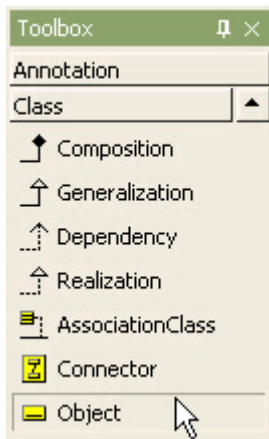 Toolbox
Annotation
Class
Composition
Generalization
Dependency
Realization
AssociationClass
Connector
Object